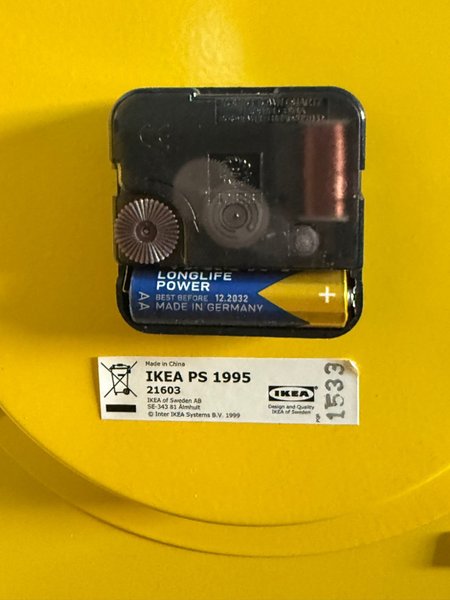 LONGLIFE
POWER
AA BEST BEFORE 12.2032
MADE IN GERMANY
+
Made in China
IKEA PS 1995
21603
IKEA of Sweden AB
SE-343 81 Älmhult
© Inter IKEA Systems B.V. 1999
IKEA
Design and Quality
IKEA of Sweden
1533